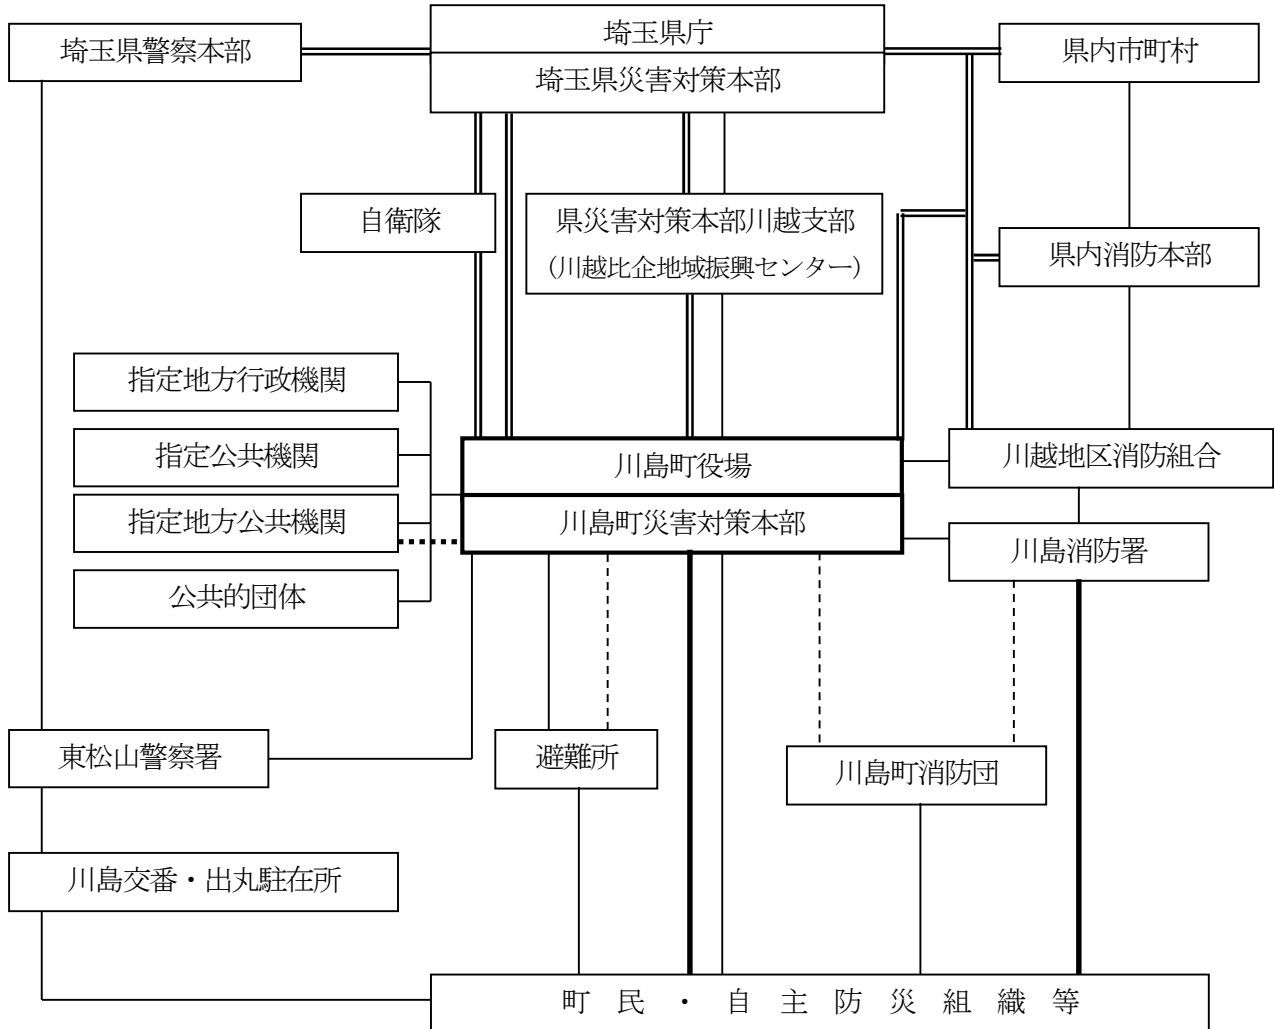 埼玉県庁
埼玉県警察本部
県内市町村
埼玉県災害対策本部
自衛隊
県災害対策本部川越支部
（川越比企地域振興センター）
県内消防本部
指定地方行政機関
指定公共機関
川島町役場
川越地区消防組合
指定地方公共機関
川島町災害対策本部
川島消防署
公共的団体
東松山警察署
避難所
川島町消防団
川島交番・出丸駐在所
町民・自主防災組織等